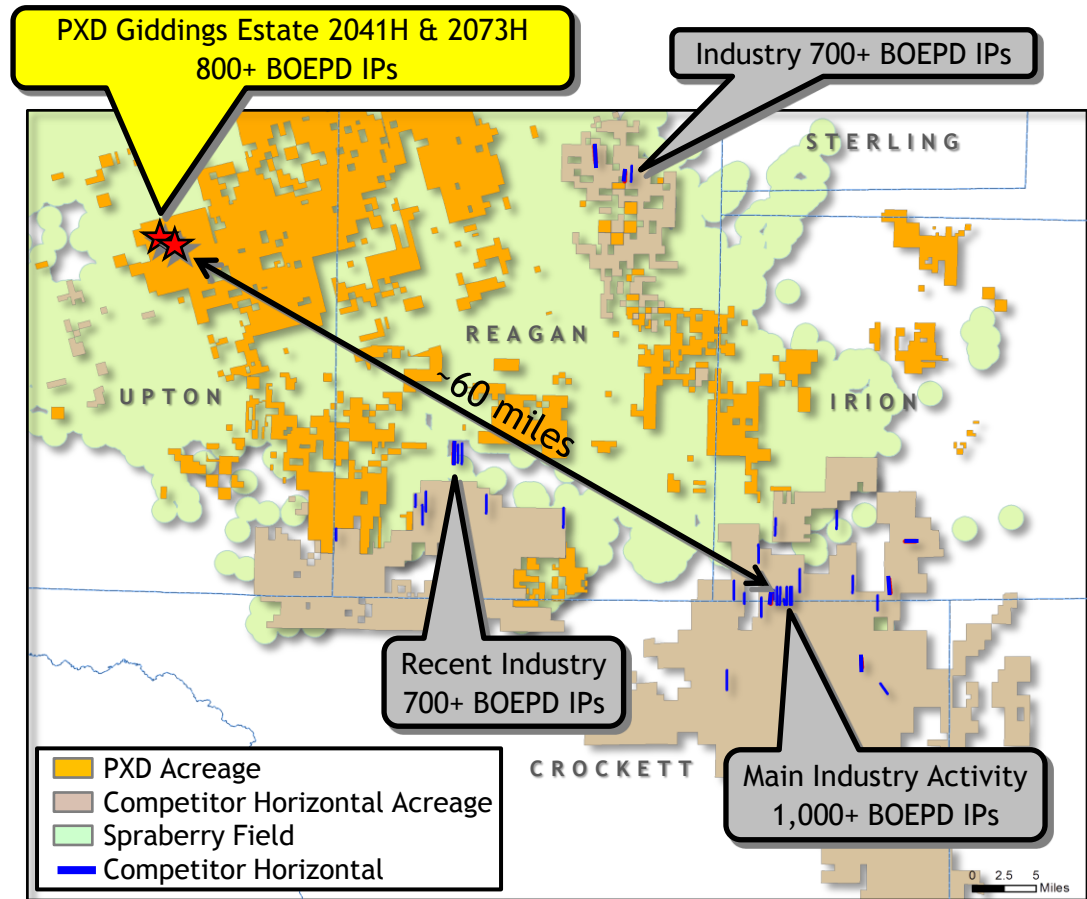 PXD Giddings Estate 2041H & 2073H
800+ BOEPD IPs
Industry 700+ BOEPD IPs
STERLING
REAGAN
UPTON
IRION
~60 miles
Recent Industry
700+ BOEPD IPs
CROCKETT
Main Industry Activity
1,000+ BOEPD IPs
PXD Acreage
Competitor Horizontal Acreage
Spraberry Field
Competitor Horizontal
0 2.5 5
Miles